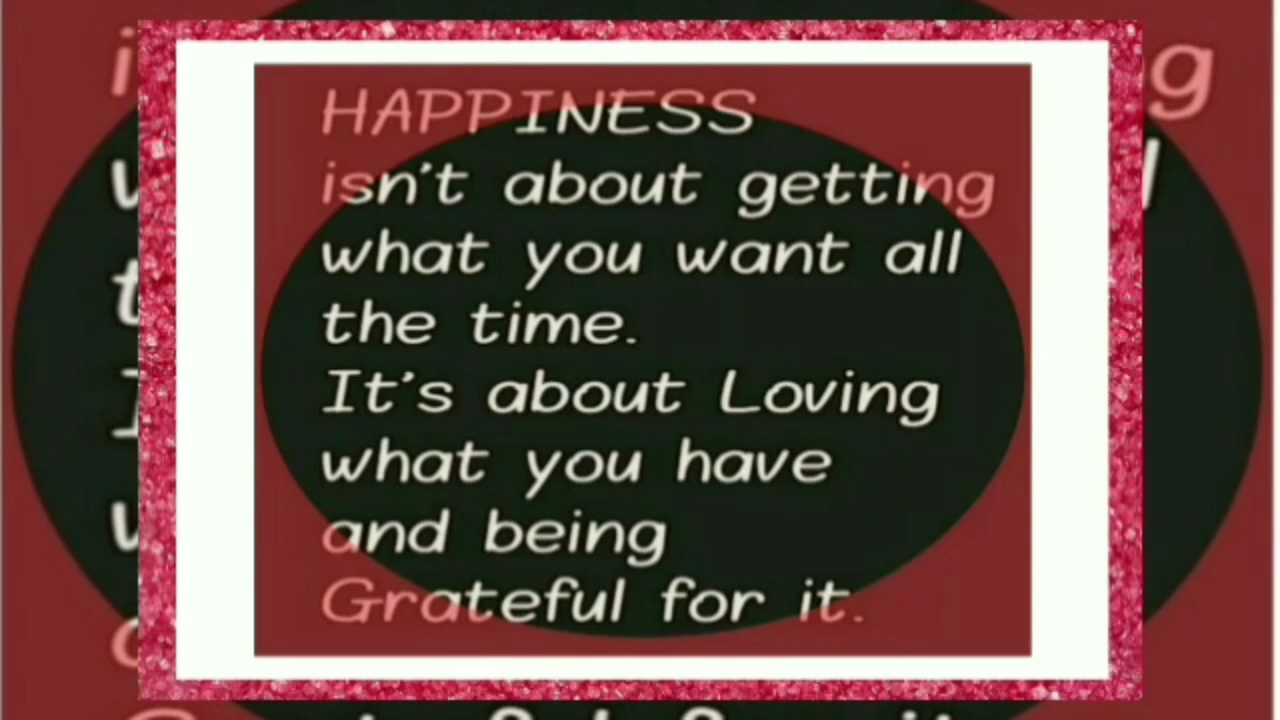 HAPPINESS
isn't about getting
what you want all
the time.
It's about Loving
what you have
and being
Grateful for it.